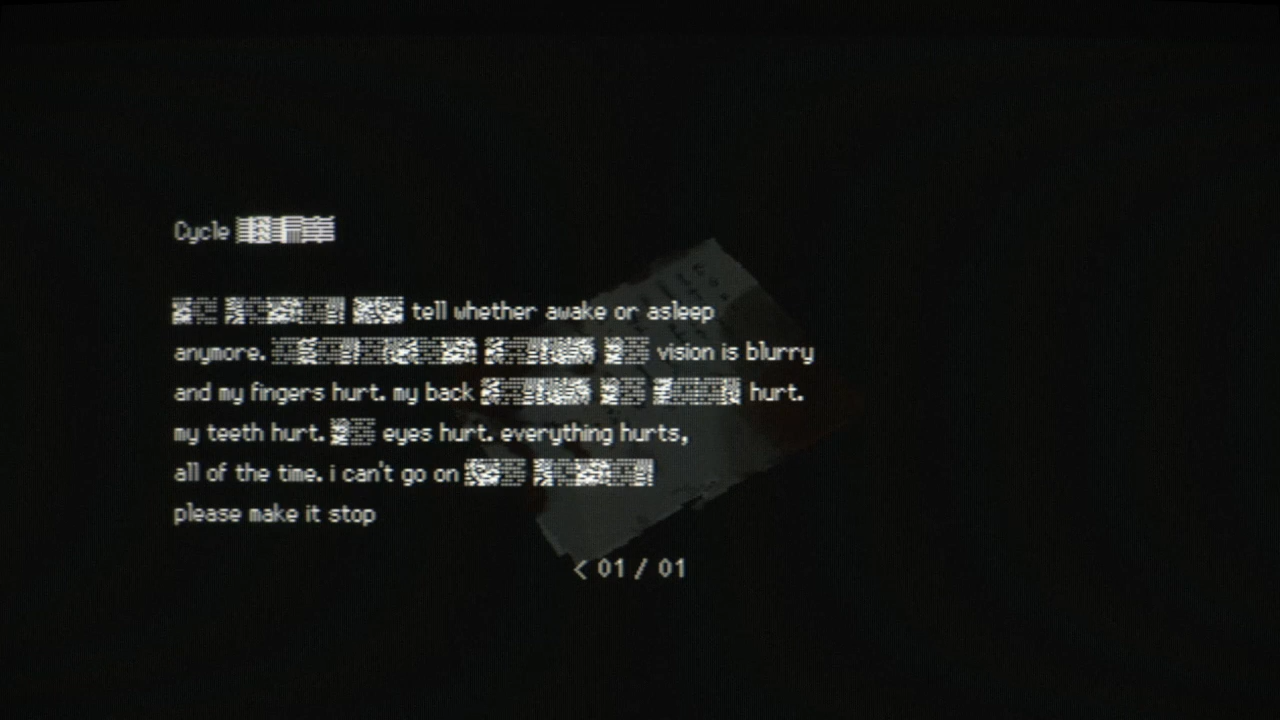 Cycle
tell whether awake or asleep
anymore. vision is blurry
and my fingers hurt. my back hurt.
my teeth hurt. eyes hurt. everything hurts,
all of the time. i can't go on
please make it stop
< 01 / 01